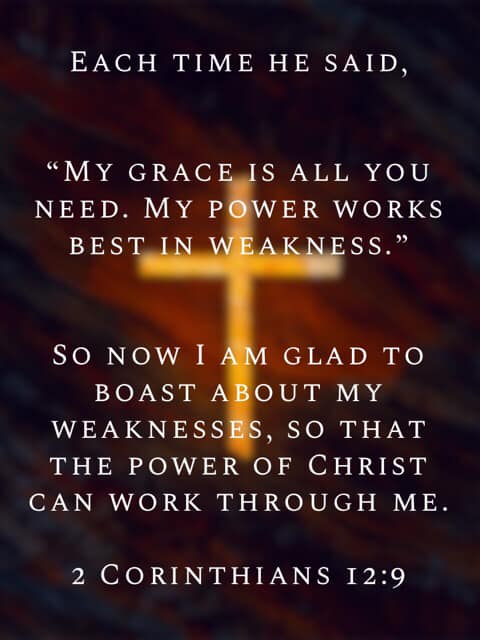 Each time he said,
“My grace is all you
need. My power works
best in weakness.”
So now I am glad to
boast about my
weaknesses, so that
the power of Christ
can work through me.
2 Corinthians 12:9